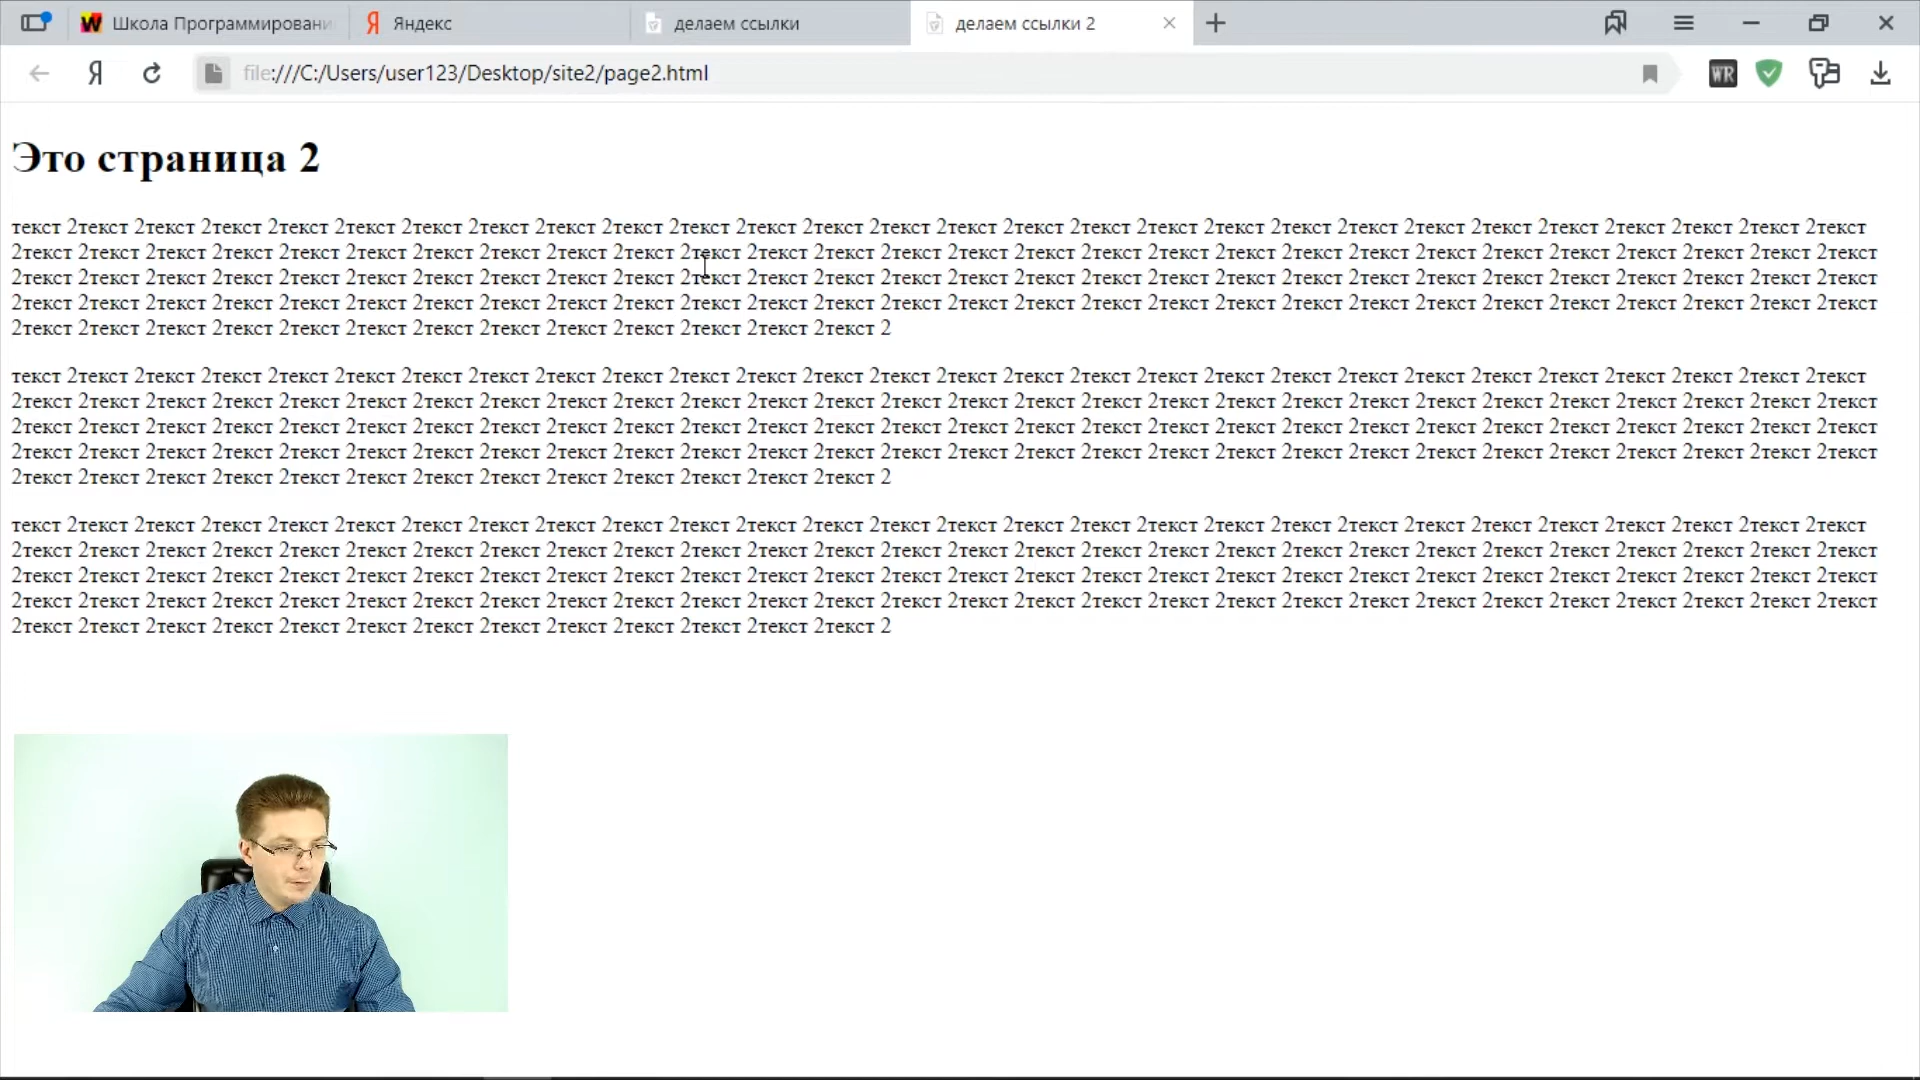 Школа Программировани
Яндекс
делаем ссылки
делаем ссылки 2
Я
file:///C:/Users/user123/Desktop/site2/page2.html
WR
Это страница 2
текст 2текст 2текст 2текст 2текст 2текст 2текст 2текст 2текст 2текст 2текст 2текст 2текст 2текст 2текст 2текст 2текст 2текст 2текст 2текст 2текст 2текст 2текст 2текст 2текст 2текст 2текст 2текст
2текст 2текст 2текст 2текст 2текст 2текст 2текст 2текст 2текст 2текст 2текст 2текст 2текст 2текст 2текст 2текст 2текст 2текст 2текст 2текст 2текст 2текст 2текст 2текст 2текст 2текст 2текст 2текст
2текст 2текст 2текст 2текст 2текст 2текст 2текст 2текст 2текст 2текст 2текст 2текст 2текст 2текст 2текст 2текст 2текст 2текст 2текст 2текст 2текст 2текст 2текст 2текст 2текст 2текст 2текст 2текст
2текст 2текст 2текст 2текст 2текст 2текст 2текст 2текст 2текст 2текст 2текст 2текст 2текст 2текст 2текст 2текст 2текст 2текст 2текст 2текст 2текст 2текст 2текст 2текст 2текст 2текст 2текст 2текст
2текст 2текст 2текст 2текст 2текст 2текст 2текст 2текст 2текст 2текст 2текст 2текст 2текст 2
текст 2текст 2текст 2текст 2текст 2текст 2текст 2текст 2текст 2текст 2текст 2текст 2текст 2текст 2текст 2текст 2текст 2текст 2текст 2текст 2текст 2текст 2текст 2текст 2текст 2текст 2текст 2текст
2текст 2текст 2текст 2текст 2текст 2текст 2текст 2текст 2текст 2текст 2текст 2текст 2текст 2текст 2текст 2текст 2текст 2текст 2текст 2текст 2текст 2текст 2текст 2текст 2текст 2текст 2текст 2текст
2текст 2текст 2текст 2текст 2текст 2текст 2текст 2текст 2текст 2текст 2текст 2текст 2текст 2текст 2текст 2текст 2текст 2текст 2текст 2текст 2текст 2текст 2текст 2текст 2текст 2текст 2текст 2текст
2текст 2текст 2текст 2текст 2текст 2текст 2текст 2текст 2текст 2текст 2текст 2текст 2текст 2текст 2текст 2текст 2текст 2текст 2текст 2текст 2текст 2текст 2текст 2текст 2текст 2текст 2текст 2текст
2текст 2текст 2текст 2текст 2текст 2текст 2текст 2текст 2текст 2текст 2текст 2текст 2текст 2
текст 2текст 2текст 2текст 2текст 2текст 2текст 2текст 2текст 2текст 2текст 2текст 2текст 2текст 2текст 2текст 2текст 2текст 2текст 2текст 2текст 2текст 2текст 2текст 2текст 2текст 2текст 2текст
2текст 2текст 2текст 2текст 2текст 2текст 2текст 2текст 2текст 2текст 2текст 2текст 2текст 2текст 2текст 2текст 2текст 2текст 2текст 2текст 2текст 2текст 2текст 2текст 2текст 2текст 2текст 2текст
2текст 2текст 2текст 2текст 2текст 2текст 2текст 2текст 2текст 2текст 2текст 2текст 2текст 2текст 2текст 2текст 2текст 2текст 2текст 2текст 2текст 2текст 2текст 2текст 2текст 2текст 2текст 2текст
2текст 2текст 2текст 2текст 2текст 2текст 2текст 2текст 2текст 2текст 2текст 2текст 2текст 2текст 2текст 2текст 2текст 2текст 2текст 2текст 2текст 2текст 2текст 2текст 2текст 2текст 2текст 2текст
2текст 2текст 2текст 2текст 2текст 2текст 2текст 2текст 2текст 2текст 2текст 2текст 2текст 2